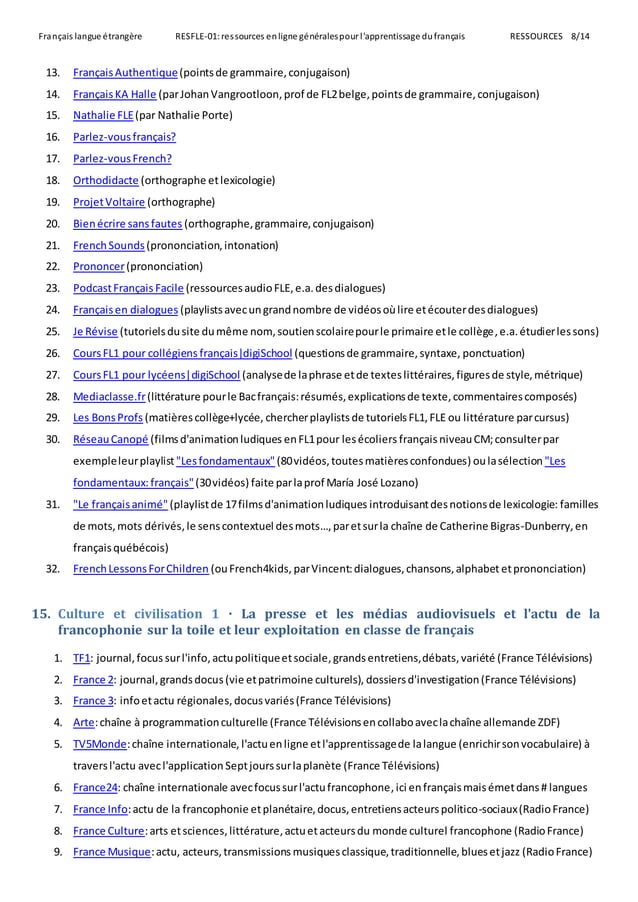 Français langue étrangère RESFLE-01: ressources en ligne générales pour l'apprentissage du français RESSOURCES 8/14
13. Français Authentique (points de grammaire, conjugaison)
14. Français KA Halle (par Johan Vangrootloon, prof de FL2 belge, points de grammaire, conjugaison)
15. Nathalie FLE (par Nathalie Porte)
16. Parlez-vous français?
17. Parlez-vous French?
18. Orthodidacte (orthographe et lexicologie)
19. Projet Voltaire (orthographe)
20. Bien écrire sans fautes (orthographe, grammaire, conjugaison)
21. French Sounds (prononciation, intonation)
22. Prononcer (prononciation)
23. Podcast Français Facile (ressources audio FLE, e.a. des dialogues)
24. Français en dialogues (playlists avec un grand nombre de vidéos où lire et écouter des dialogues)
25. Je Révise (tutoriels du site du même nom, soutien scolaire pour le primaire et le collège, e.a. étudier les sons)
26. Cours FL1 pour collégiens français|digiSchool (questions de grammaire, syntaxe, ponctuation)
27. Cours FL1 pour lycéens|digiSchool (analyse de la phrase et de textes littéraires, figures de style, métrique)
28. Mediaclasse.fr (littérature pour le Bac français: résumés, explications de texte, commentaires composés)
29. Les Bons Profs (matières collège+lycée, chercher playlists de tutoriels FL1, FLE ou littérature par cursus)
30. Réseau Canopé (films d'animation ludiques en FL1 pour les écoliers français niveau CM; consulter par
exemple leur playlist "Les fondamentaux" (80 vidéos, toutes matières confondues) ou la sélection "Les
fondamentaux: français" (30 vidéos) faite par la prof María José Lozano)
31. "Le français animé" (playlist de 17 films d'animation ludiques introduisant des notions de lexicologie: familles
de mots, mots dérivés, le sens contextuel des mots…, par et sur la chaîne de Catherine Bigras-Dunberry, en
français québécois)
32. French Lessons For Children (ou French4kids, par Vincent: dialogues, chansons, alphabet et prononciation)
15. Culture et civilisation 1 · La presse et les médias audiovisuels et l'actu de la
francophonie sur la toile et leur exploitation en classe de français
1. TF1: journal, focus sur l'info, actu politique et sociale, grands entretiens, débats, variété (France Télévisions)
2. France 2: journal, grands docus (vie et patrimoine culturels), dossiers d'investigation (France Télévisions)
3. France 3: info et actu régionales, docus variés (France Télévisions)
4. Arte: chaîne à programmation culturelle (France Télévisions en collabo avec la chaîne allemande ZDF)
5. TV5Monde: chaîne internationale, l'actu en ligne et l'apprentissage de la langue (enrichir son vocabulaire) à
travers l'actu avec l'application Sept jours sur la planète (France Télévisions)
6. France24: chaîne internationale avec focus sur l'actu francophone, ici en français mais émet dans # langues
7. France Info: actu de la francophonie et planétaire, docus, entretiens acteurs politico-sociaux (Radio France)
8. France Culture: arts et sciences, littérature, actu et acteurs du monde culturel francophone (Radio France)
9. France Musique: actu, acteurs, transmissions musiques classique, traditionnelle, blues et jazz (Radio France)